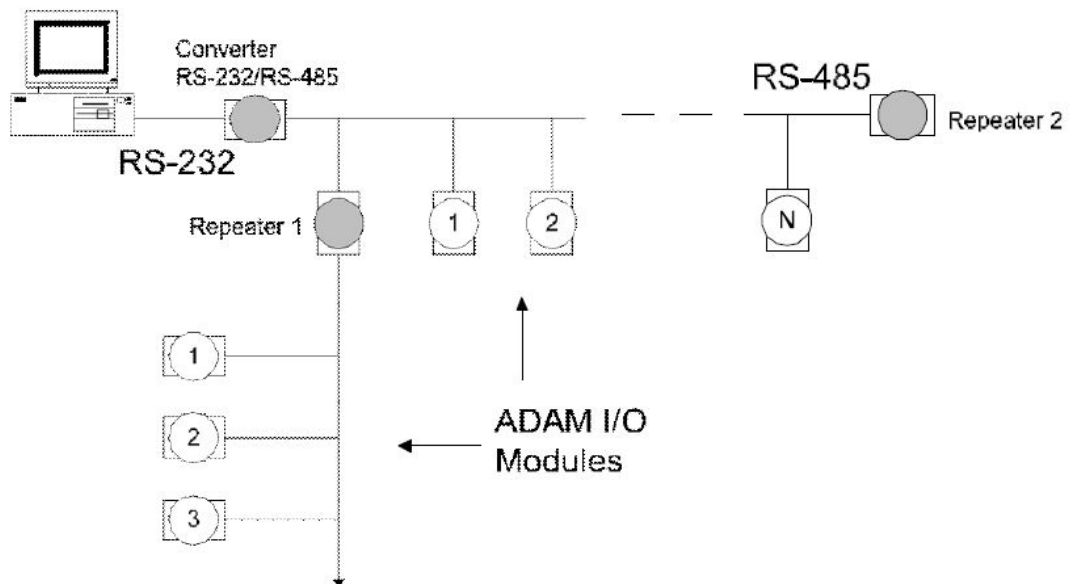 Converter
RS-232/RS-485
RS-485
Repeater 2
RS-232
Repeater 1
1
2
N
1
2
3
ADAM I/O
Modules